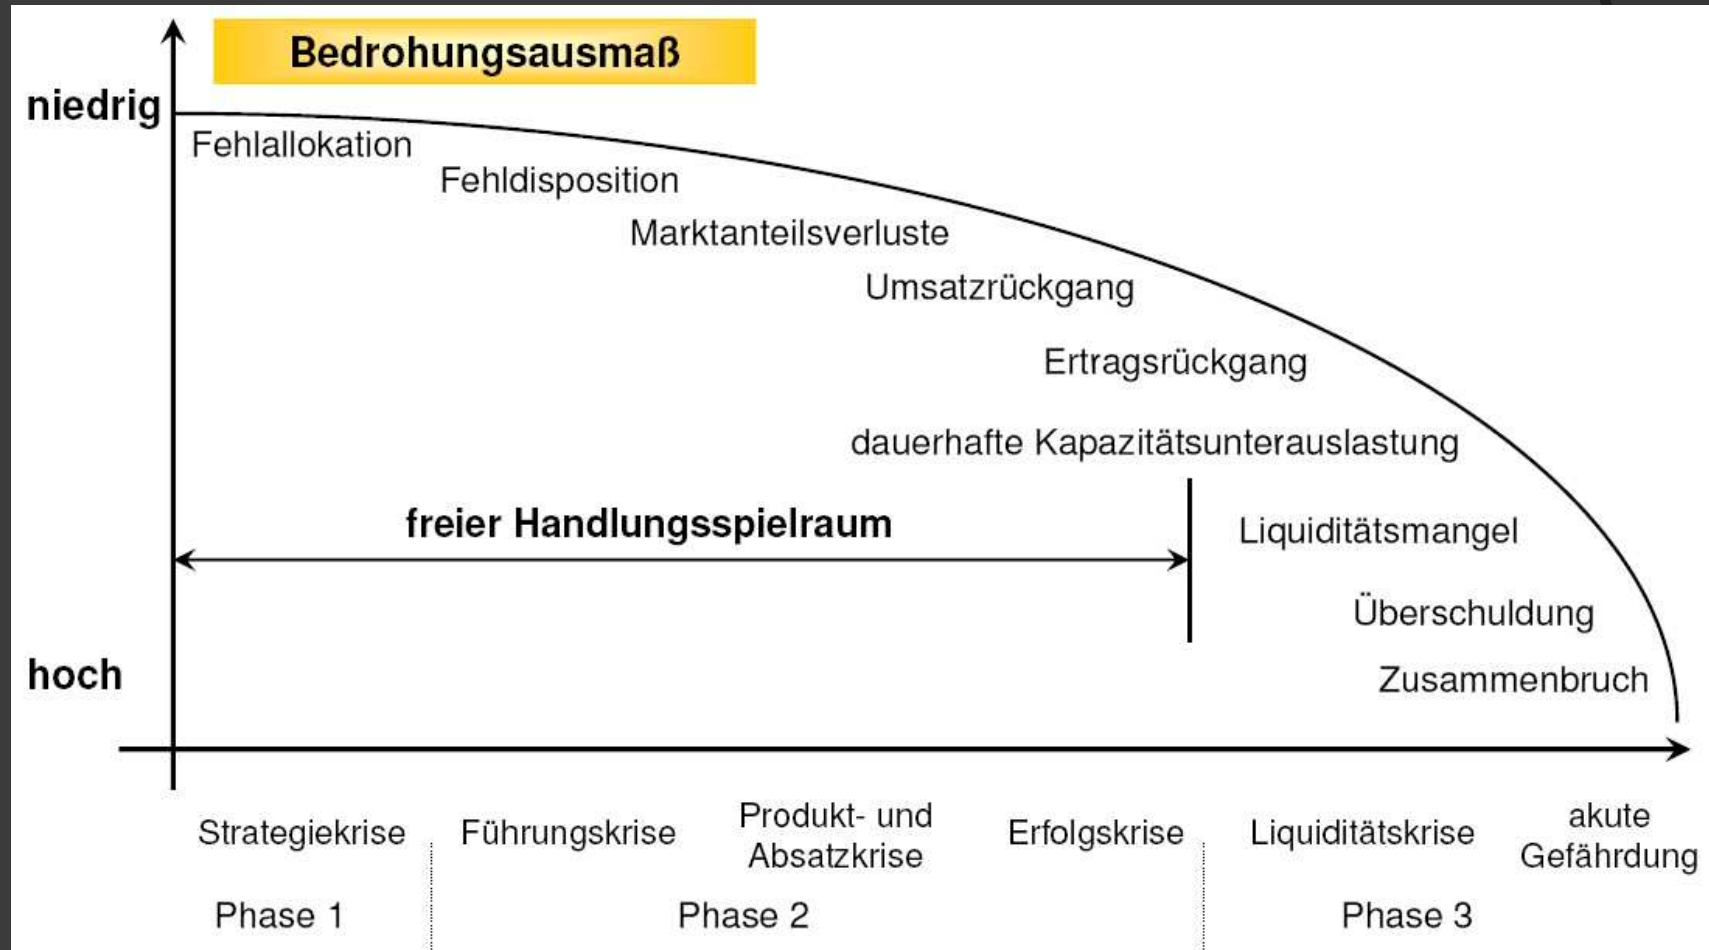 Bedrohungsausmaß
niedrig
Fehlallokation
Fehldisposition
Marktanteilsverluste
Umsatzrückgang
Ertragsrückgang
dauerhafte Kapazitätsunterauslastung
freier Handlungsspielraum
Liquiditätsmangel
Überschuldung
hoch
Zusammenbruch
Strategiekrise
Führungskrise
Produkt- und
Absatzkrise
Erfolgskrise
Liquiditätskrise
akute
Gefährdung
Phase 1
Phase 2
Phase 3